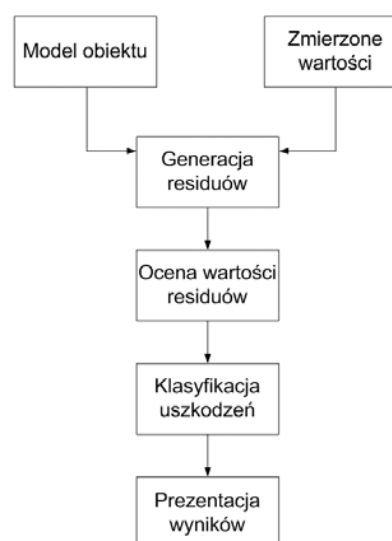 Model obiektu
Zmierzone
wartości
Generacja
residuów
Ocena wartości
residuów
Klasyfikacja
uszkodzeń
Prezentacja
wyników